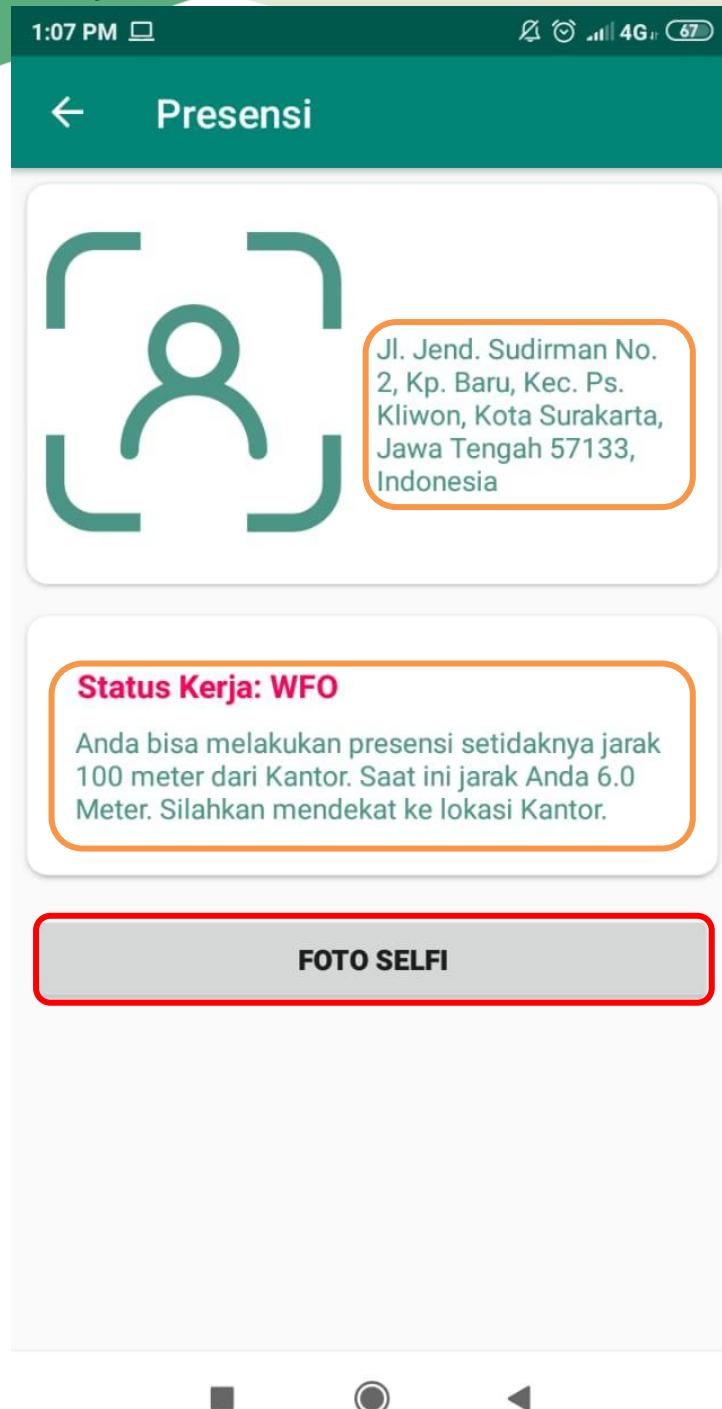 1:07 PM 4G 67
Presensi
Jl. Jend. Sudirman No.
2, Kp. Baru, Kec. Ps.
Kliwon, Kota Surakarta,
Jawa Tengah 57133,
Indonesia
Status Kerja: WFO
Anda bisa melakukan presensi setidaknya jarak
100 meter dari Kantor. Saat ini jarak Anda 6.0
Meter. Silahkan mendekat ke lokasi Kantor.
FOTO SELFI